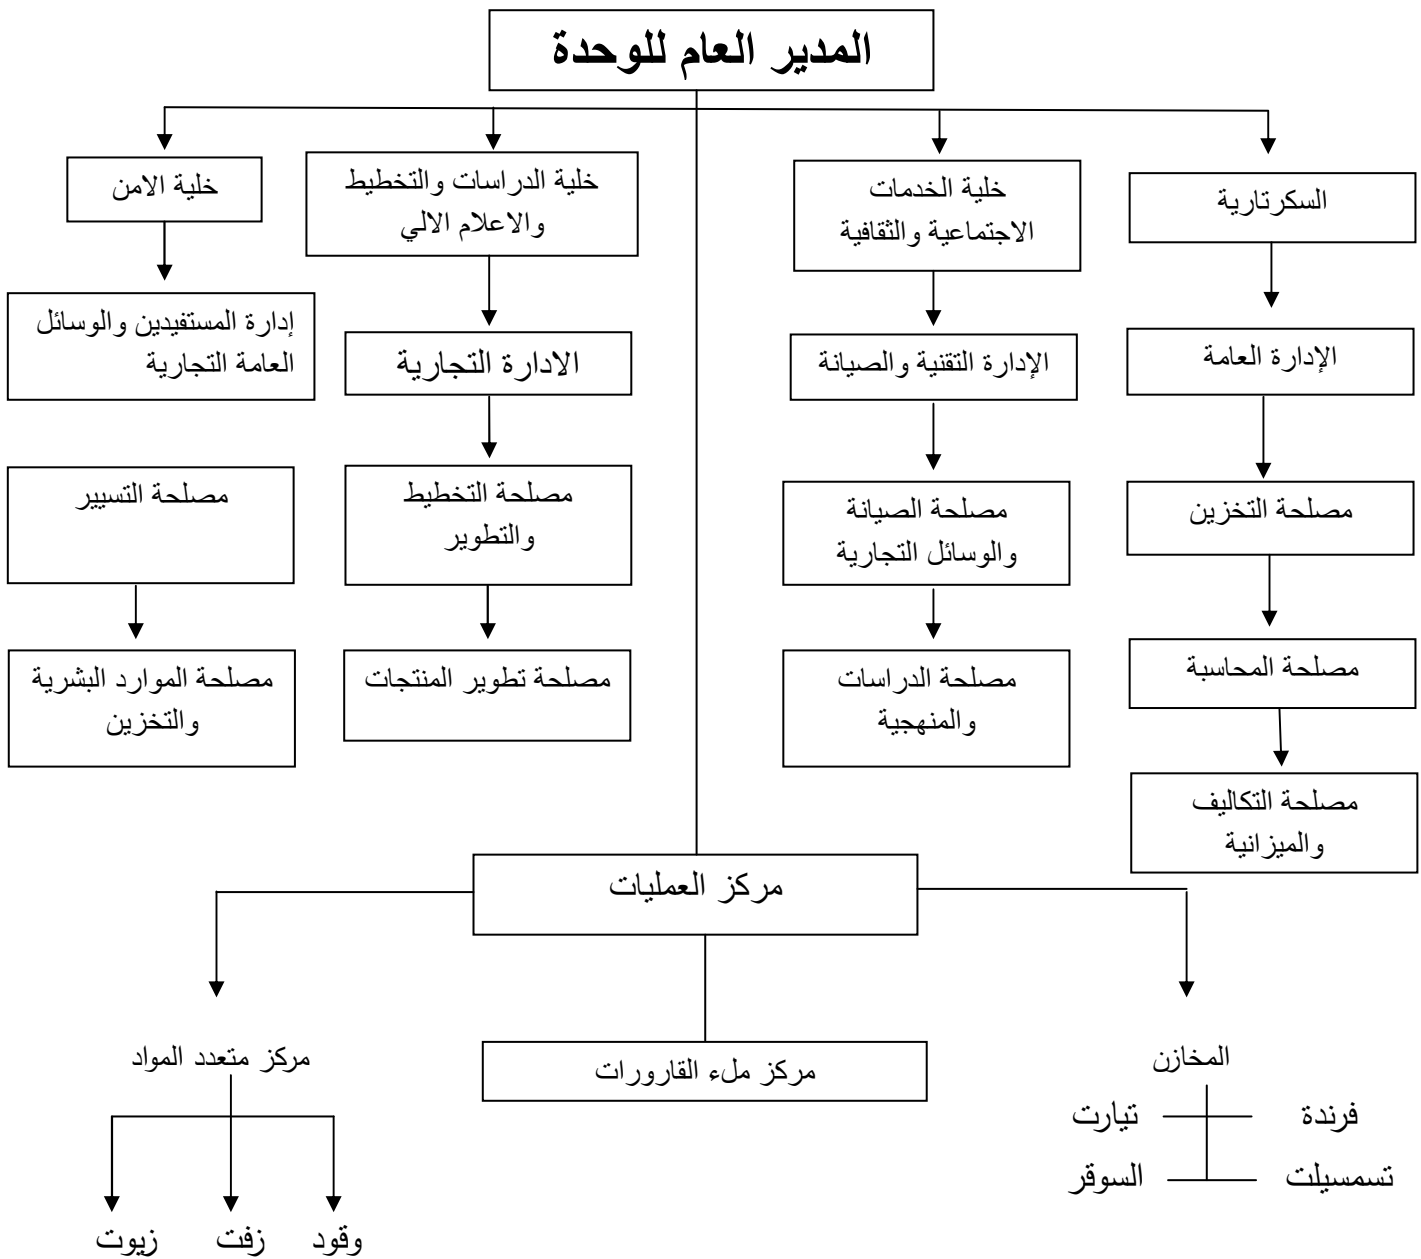 المدير العام للوحدة
السكرتارية
خلية الخدمات
الاجتماعية والثقافية
خلية الدراسات والتخطيط
والاعلام الالي
خلية الامن
الإدارة العامة
الإدارة التقنية والصيانة
الادارة التجارية
إدارة المستفيدين والوسائل
العامة التجارية
مصلحة التخزين
مصلحة الصيانة
والوسائل التجارية
مصلحة التخطيط
والتطوير
مصلحة التسيير
مصلحة المحاسبة
مصلحة الدراسات
والمنهجية
مصلحة تطوير المنتجات
مصلحة الموارد البشرية
والتخزين
مصلحة التكاليف
والميزانية
مركز العمليات
المخازن
مركز ملء القارورات
مركز متعدد المواد
فرندة
تيارت
تسمسيلت
السوقر
وقود
زفت
زيوت